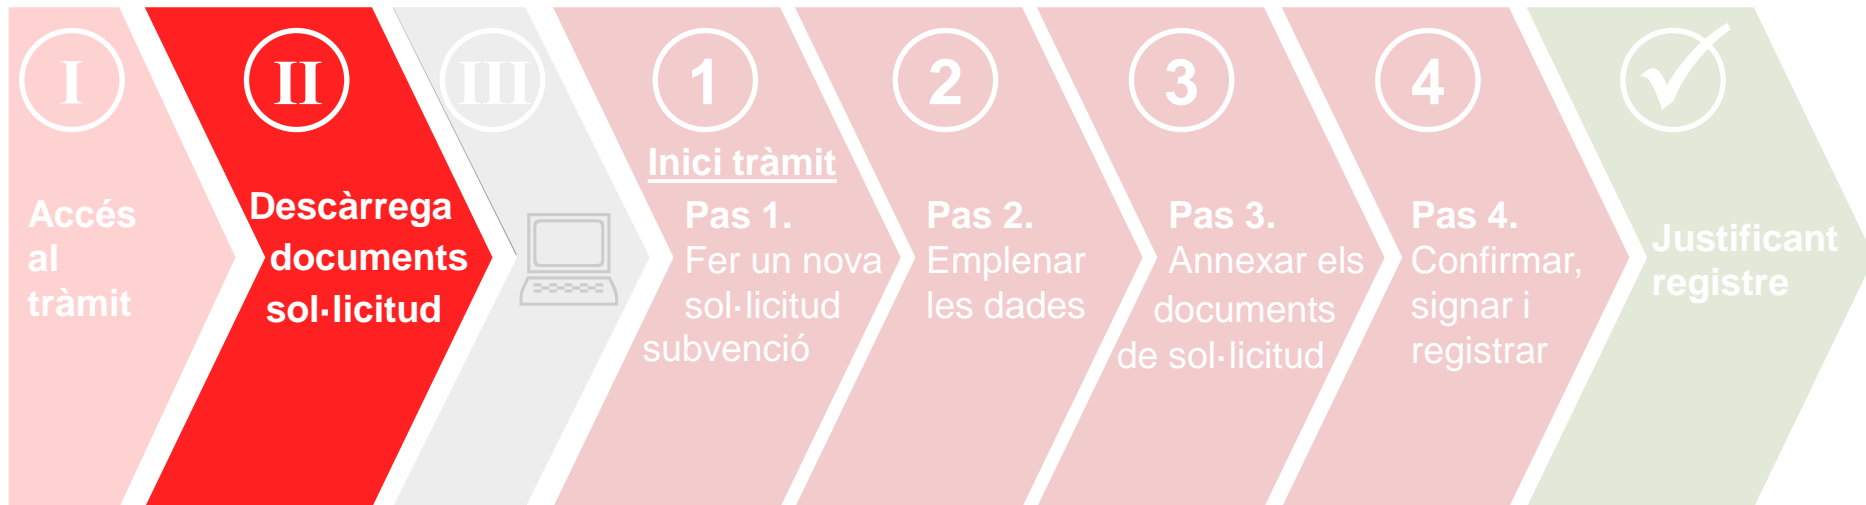 I
Accés
al
tràmit
II
Descàrrega
documents
sol·licitud
III
1
Inici tràmit
Pas 1.
Fer un nova
sol·licitud
subvenció
2
Pas 2.
Emplenar
les dades
3
Pas 3.
Annexar els
documents
de sol·licitud
4
Pas 4.
Confirmar,
signar i
registrar
Justificant
registre